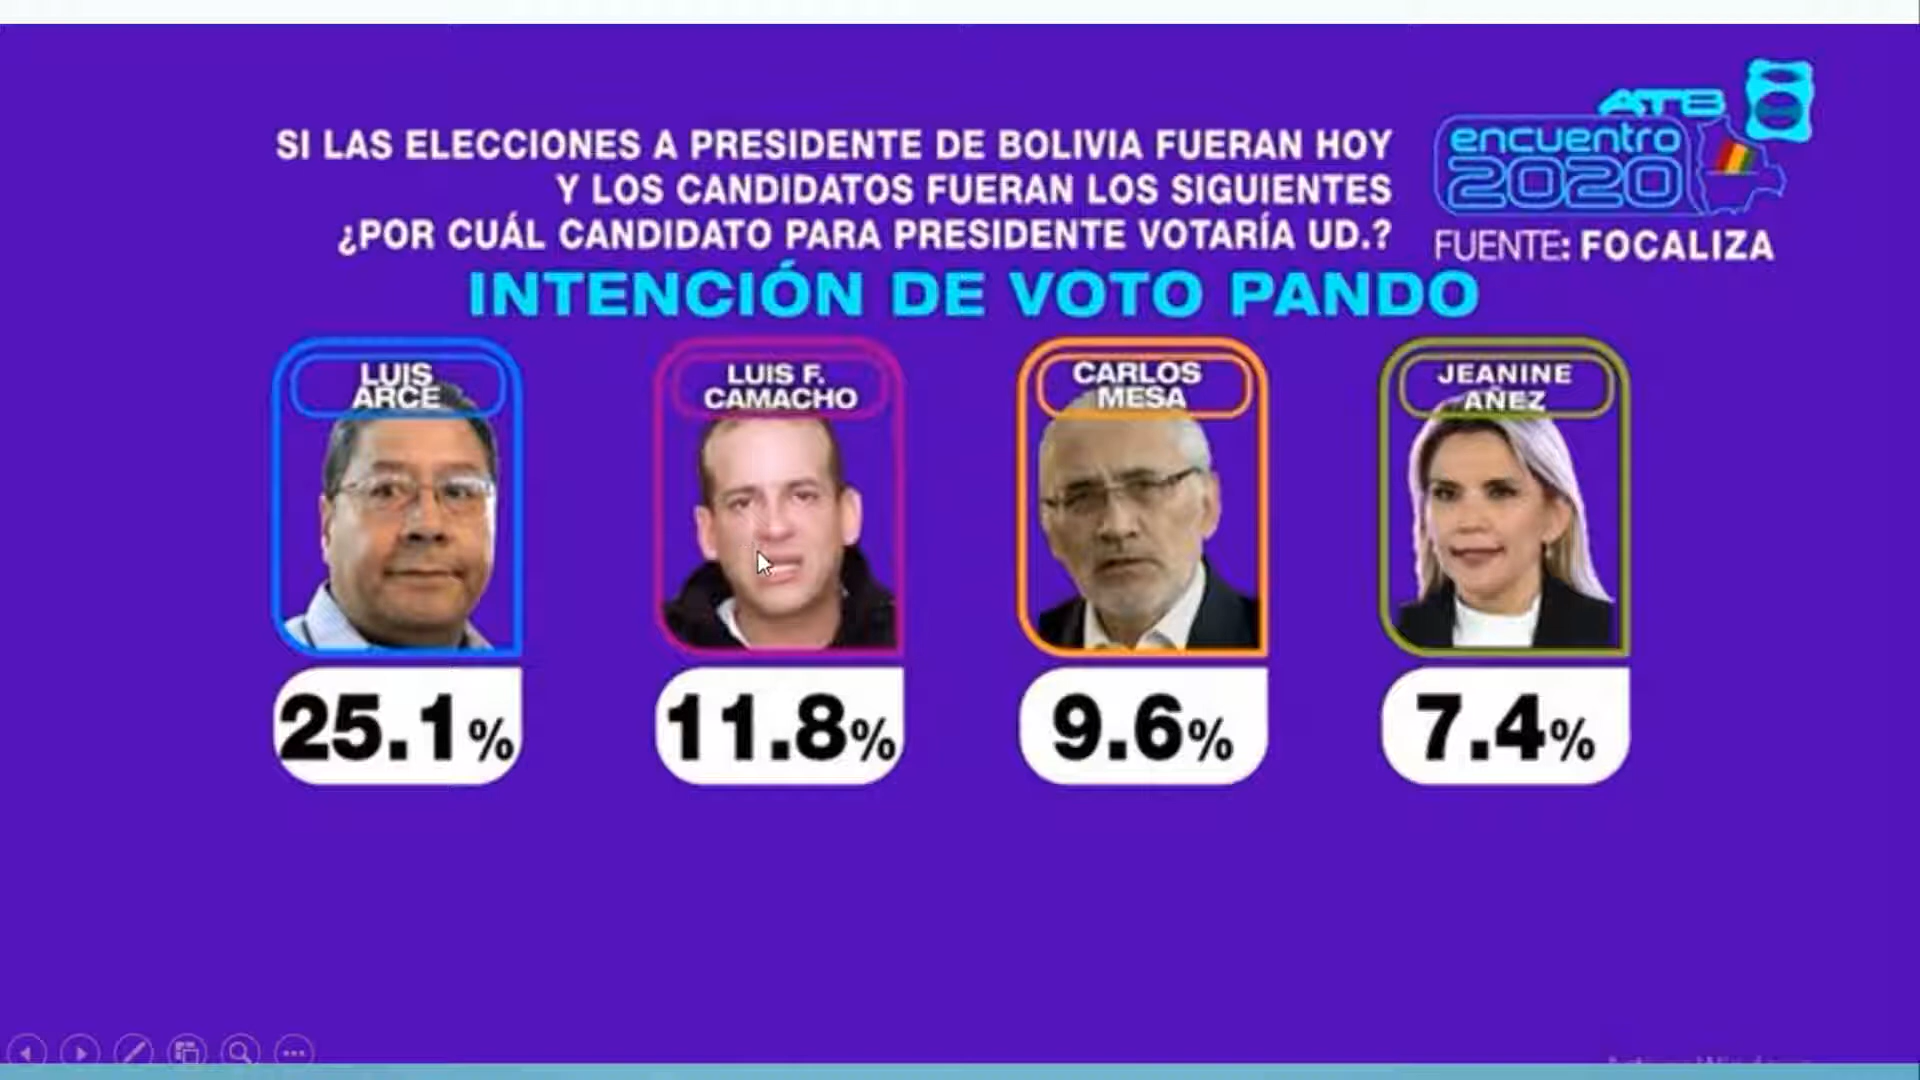 SI LAS ELECCIONES A PRESIDENTE DE BOLIVIA FUERAN HOY
Y LOS CANDIDATOS FUERAN LOS SIGUIENTES
¿POR CUÁL CANDIDATO PARA PRESIDENTE VOTARÍA UD.?
ATB
encuentro
2020
FUENTE: FOCALIZA
INTENCIÓN DE VOTO PANDO
LUIS
ARCE
LUIS F.
CAMACHO
CARLOS
MESA
JEANINE
AÑEZ
25.1%
11.8%
9.6%
7.4%